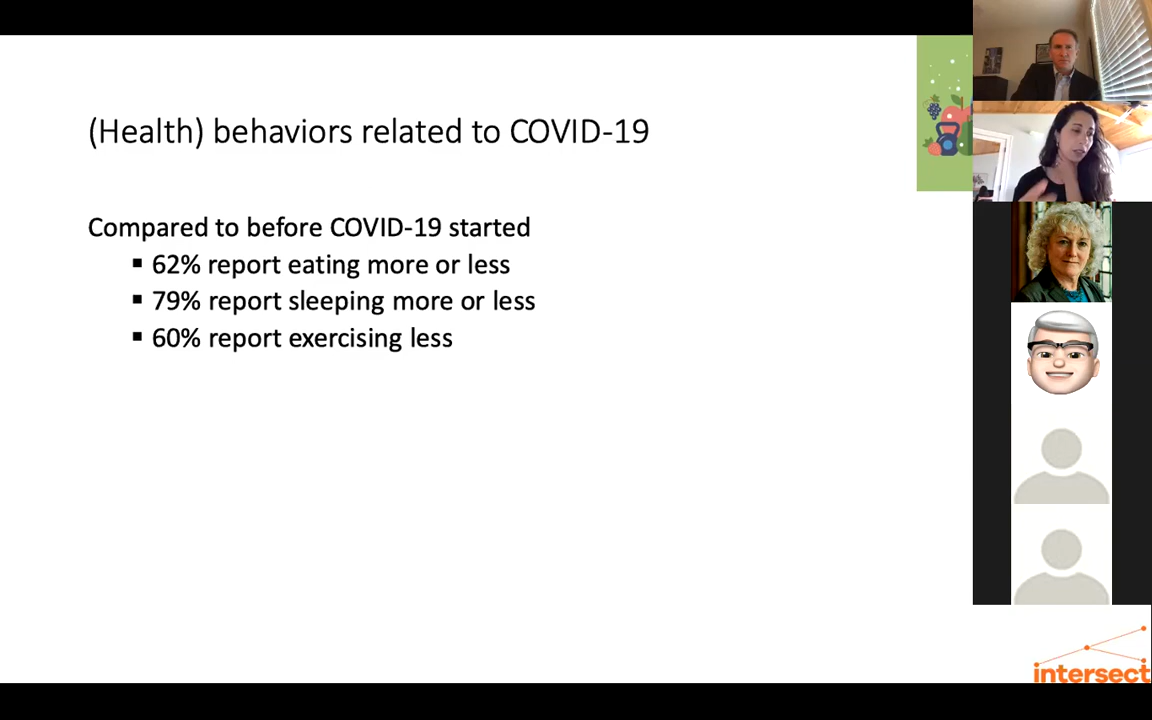 (Health) behaviors related to COVID-19
Compared to before COVID-19 started
▪ 62% report eating more or less
▪ 79% report sleeping more or less
▪ 60% report exercising less
intersect